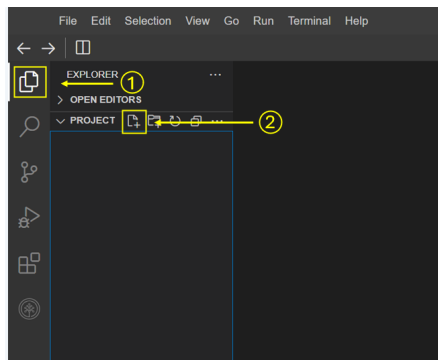 File Edit Selection View Go Run Terminal Help
EXPLORER ...
1
OPEN EDITORS
PROJECT ...
2